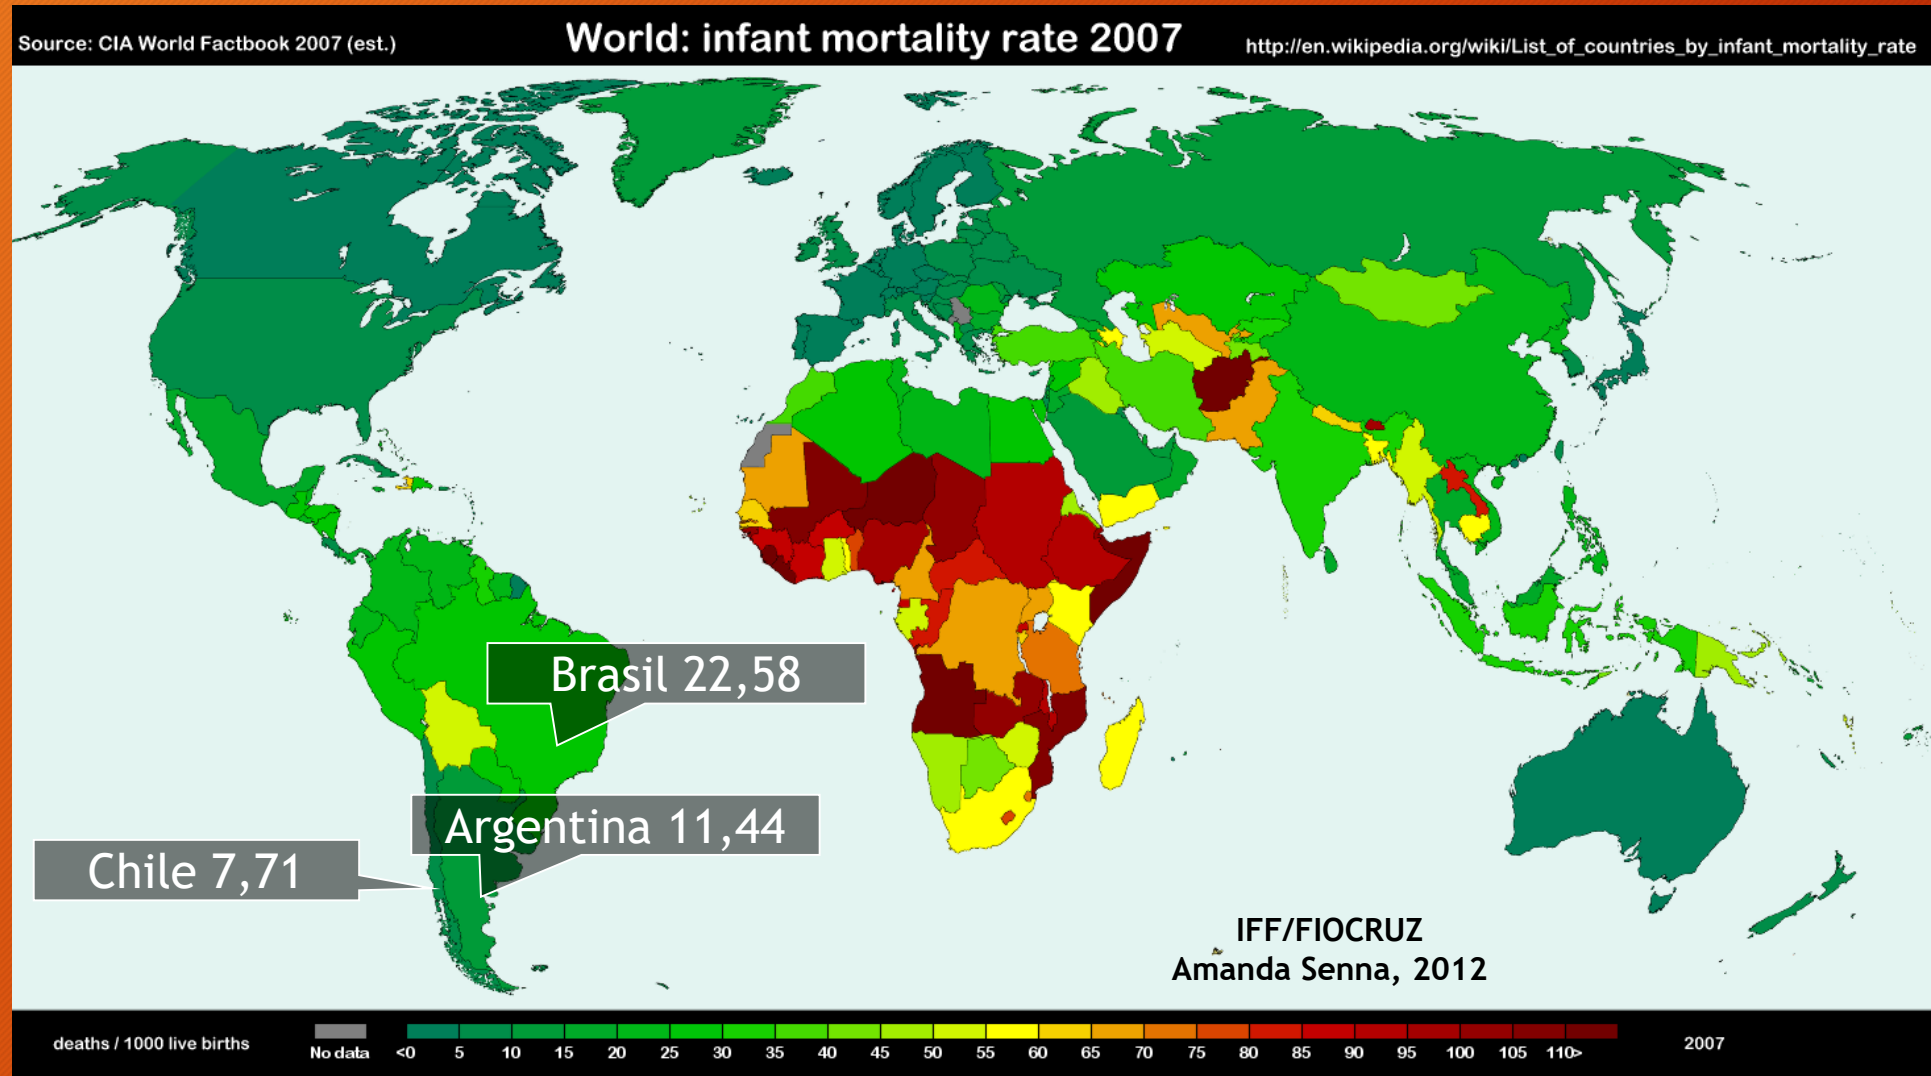 Source: CIA World Factbook 2007 (est.)
World: infant mortality rate 2007
http://en.wikipedia.org/wiki/List_of_countries_by_infant_mortality_rate
Brasil 22,58
Argentina 11,44
Chile 7,71
IFF/FIOCRUZ
Amanda Senna, 2012
deaths / 1000 live births
No data <0 5 10 15 20 25 30 35 40 45 50 55 60 65 70 75 80 85 90 95 100 105 110>
2007